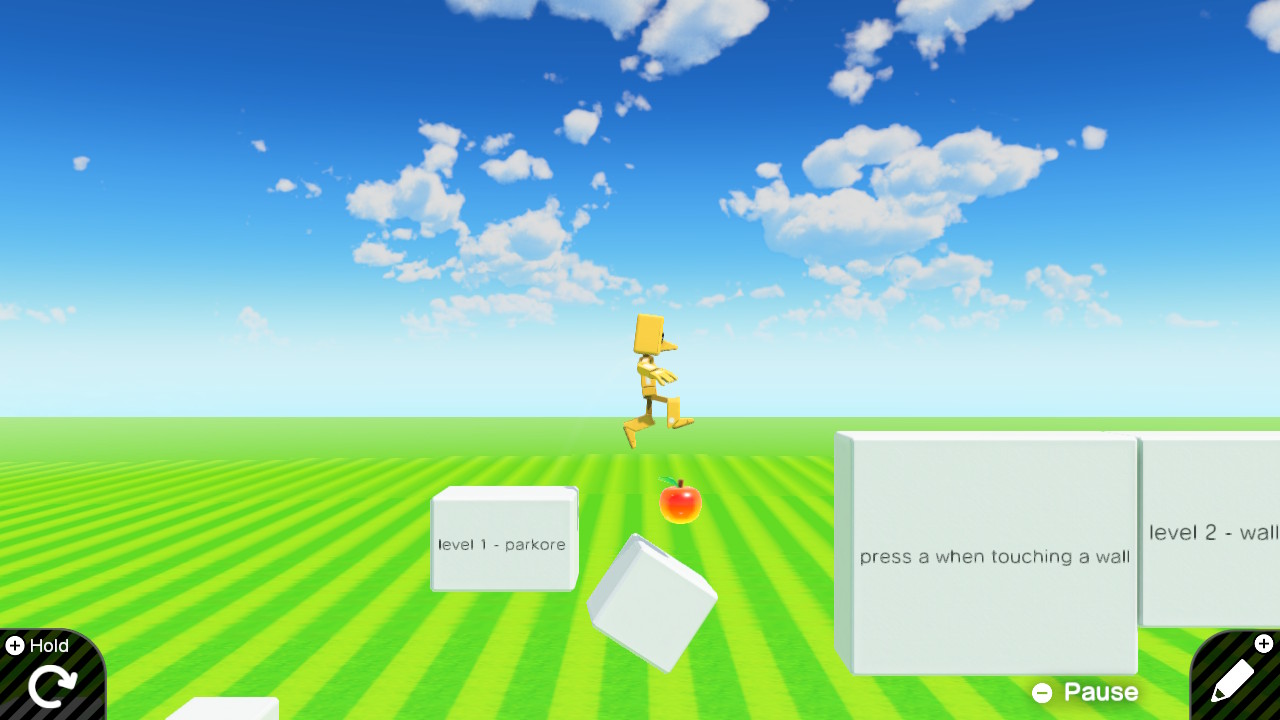 level 1 - parkore
press a when touching a wall
level 2 - wall
Hold
Pause